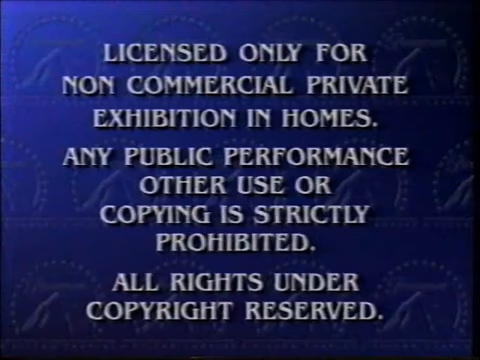 LICENSED ONLY FOR
NON COMMERCIAL PRIVATE
EXHIBITION IN HOMES.
ANY PUBLIC PERFORMANCE
OTHER USE OR
COPYING IS STRICTLY
PROHIBITED.
ALL RIGHTS UNDER
COPYRIGHT RESERVED.